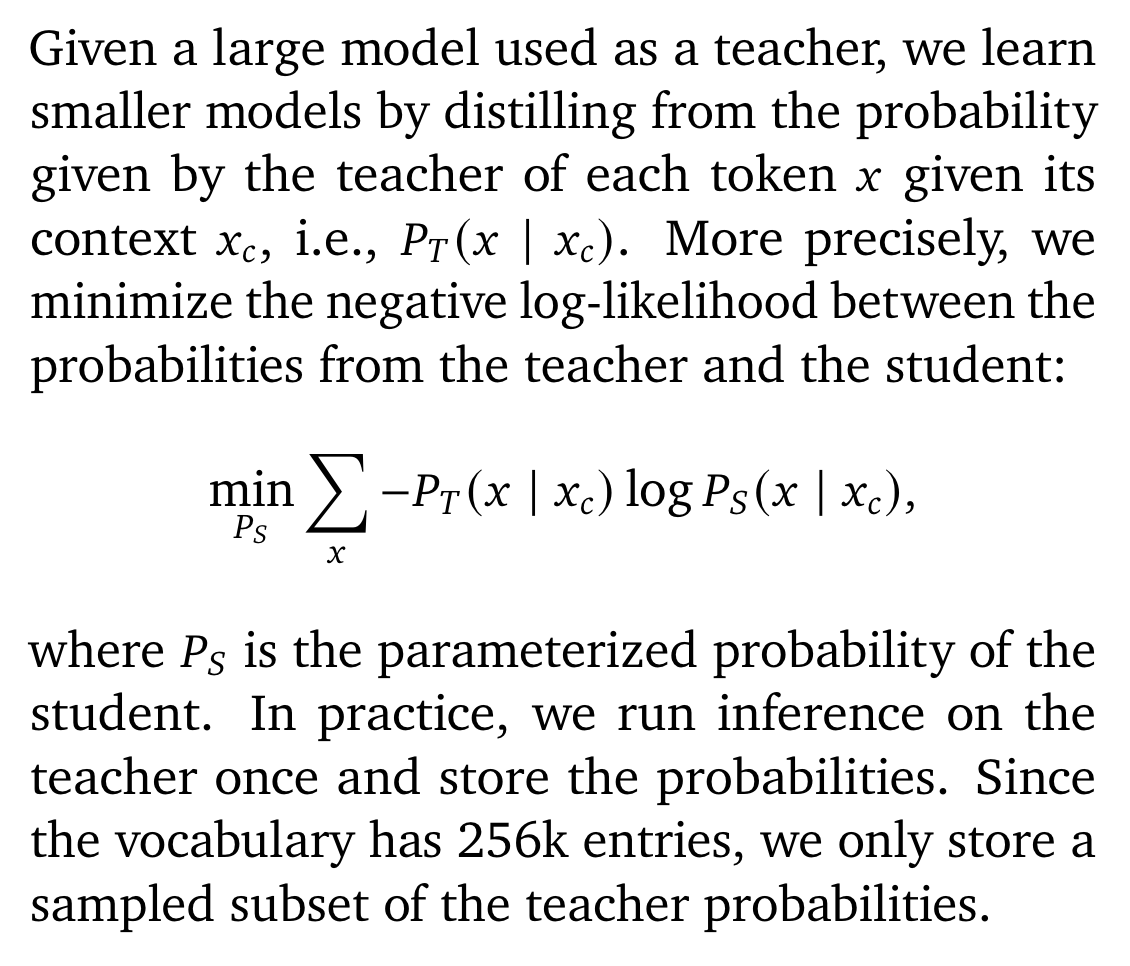 Given a large model used as a teacher, we learn
smaller models by distilling from the probability
given by the teacher of each token x given its
context x_c, i.e., P_T(x | x_c). More precisely, we
minimize the negative log-likelihood between the
probabilities from the teacher and the student:
min_{P_S} ∑_x −P_T(x | x_c) log P_S(x | x_c),
where P_S is the parameterized probability of the
student. In practice, we run inference on the
teacher once and store the probabilities. Since
the vocabulary has 256k entries, we only store a
sampled subset of the teacher probabilities.